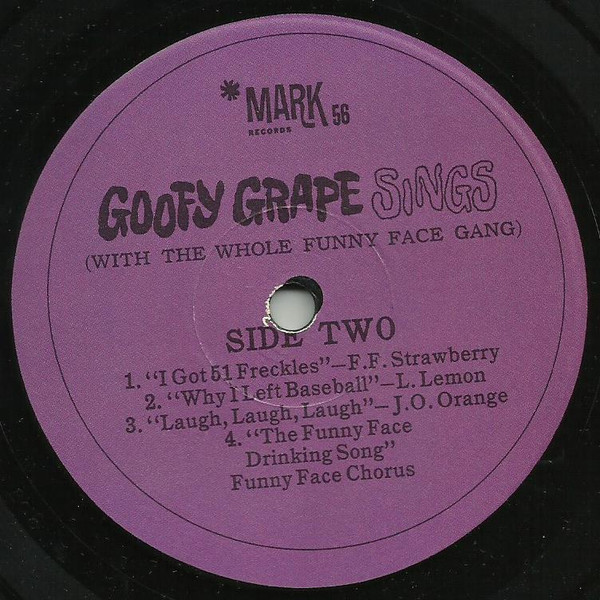 *MARK 56
RECORDS
GOOFY GRAPE SINGS
(WITH THE WHOLE FUNNY FACE GANG)
SIDE TWO
1. "I Got 51 Freckles"—F.F. Strawberry
2. "Why I Left Baseball"—L. Lemon
3. "Laugh, Laugh, Laugh"—J.O. Orange
4. "The Funny Face
Drinking Song"
Funny Face Chorus